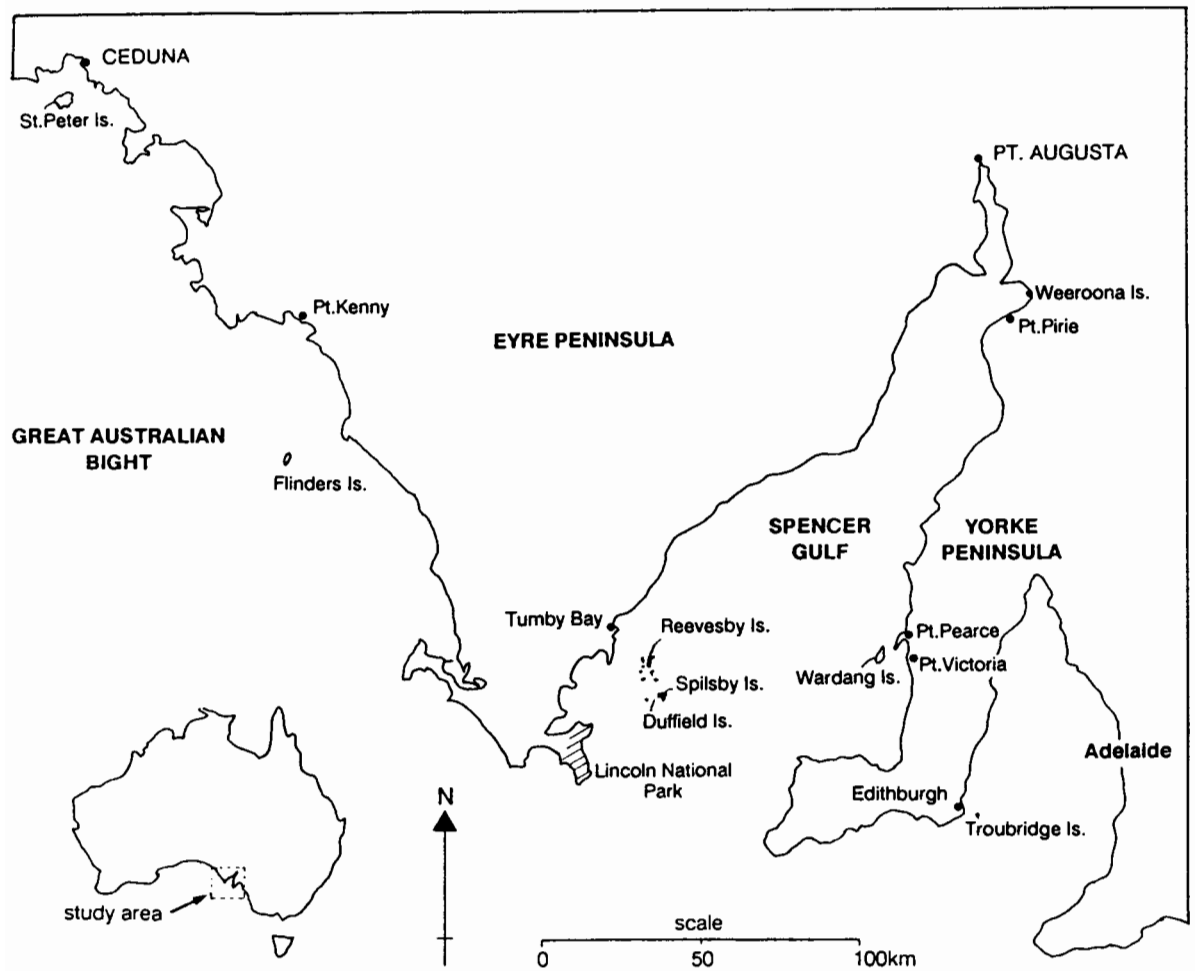 CEDUNA
St.Peter Is.
PT. AUGUSTA
Weeroona Is.
Pt.Kenny
Pt.Pirie
EYRE PENINSULA
GREAT AUSTRALIAN
BIGHT
Flinders Is.
SPENCER
GULF
YORKE
PENINSULA
Tumby Bay
Reevesby Is.
Pt.Pearce
Pt.Victoria
Wardang Is.
Spilsby Is.
Duffield Is.
Adelaide
Lincoln National
Park
Edithburgh
Troubridge Is.
N
study area
scale
0 50 100km